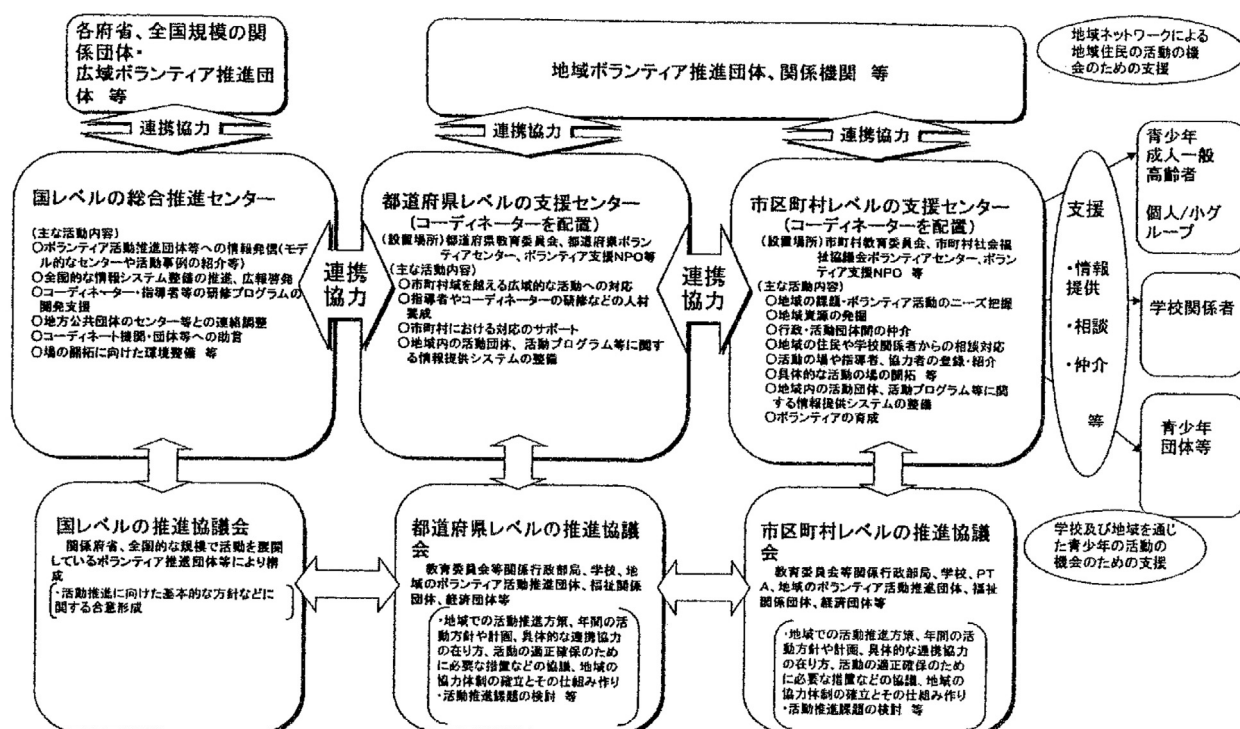 各府省、全国規模の関
係団体・
広域ボランティア推進団
体 等
地域ボランティア推進団体、関係機関 等
地域ネットワークによる
地域住民の活動の機
会のための支援
連携協力
連携協力
連携協力
国レベルの総合推進センター
(主な活動内容)
○ボランティア活動推進団体等への情報発信(モデ
ル的なセンターや活動事例の紹介等)
○全国的な情報システム整備の推進、広報啓発
○コーディネーター・指導者等の研修プログラムの
開発支援
○地方公共団体のセンター等との連絡調整
○コーディネート機関・団体等への助言
○場の開拓に向けた環境整備 等
連携
協力
都道府県レベルの支援センター
(コーディネーターを配置)
(設置場所)都道府県教育委員会、都道府県ボラン
ティアセンター、ボランティア支援NPO等
(主な活動内容)
○市町村域を越える広域的な活動への対応
○指導者やコーディネーターの研修などの人材
養成
○市町村における対応のサポート
○地域内の活動団体、活動プログラム等に関す
る情報提供システムの整備
連携
協力
市区町村レベルの支援センター
(コーディネーターを配置)
(設置場所)市町村教育委員会、市町村社会福
祉協議会ボランティアセンター、ボラン
ティア支援NPO 等
(主な活動内容)
○地域の課題・ボランティア活動のニーズ把握
○地域資源の発掘
○行政・活動団体間の仲介
○地域の住民や学校関係者からの相談対応
○活動の場や指導者、協力者の登録・紹介
○具体的な活動の場の開拓 等
○地域内の活動団体、活動プログラム等に関
する情報提供システムの整備
○ボランティアの育成
支援
・情報
提供
・相談
・仲介
等
青少年
成人一般
高齢者
個人/小グ
ループ
学校関係者
青少年
団体等
国レベルの推進協議会
関係府省、全国的な規模で活動を展開
しているボランティア推進団体等により構
成
・活動推進に向けた基本的な方針などに
関する合意形成
都道府県レベルの推進協議
会
教育委員会等関係行政部局、学校、地
域のボランティア活動推進団体、福祉関係
団体、経済団体等
・地域での活動推進方策、年間の活
動方針や計画、具体的な連携協力
の在り方、活動の適正確保のため
に必要な措置などの協議、地域の
協力体制の確立とその仕組み作り
・活動推進課題の検討 等
市区町村レベルの推進協議
会
教育委員会等関係行政部局、学校、PT
A、地域のボランティア活動推進団体、福祉
関係団体、経済団体等
・地域での活動推進方策、年間の活
動方針や計画、具体的な連携協力
の在り方、活動の適正確保のため
に必要な措置などの協議、地域の
協力体制の確立とその仕組み作り
・活動推進課題の検討 等
学校及び地域を通じ
た青少年の活動の
機会のための支援